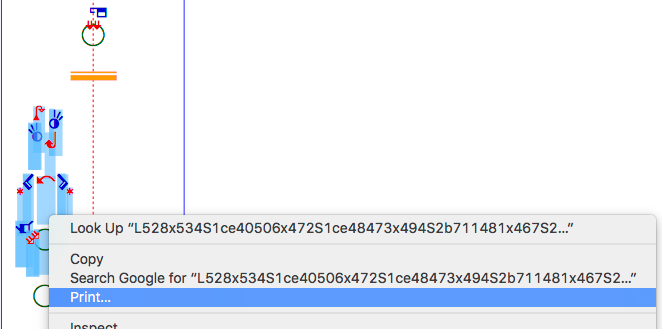 Look Up “L528x534S1ce40506x472S1ce48473x494S2b711481x467S2...”
Copy
Search Google for “L528x534S1ce40506x472S1ce48473x494S2b711481x467S2...”
Print...
Inspect